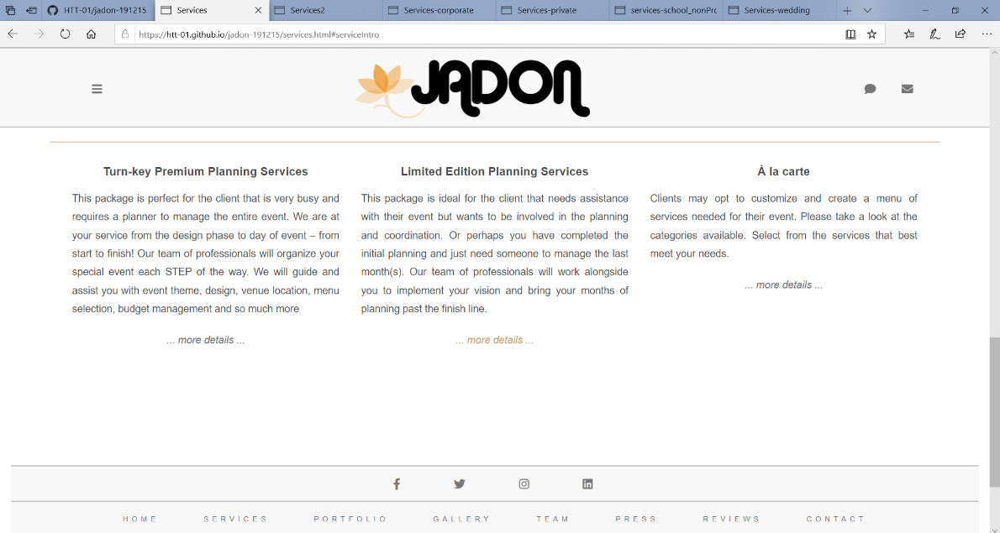 HTT-01/jadon-191215
Services
Services2
Services-corporate
Services-private
services-school_nonPrc
Services-wedding
https://htt-01.github.io/jadon-191215/services.html#serviceIntro
JADON
Turn-key Premium Planning Services
This package is perfect for the client that is very busy and
requires a planner to manage the entire event. We are at
your service from the design phase to day of event – from
start to finish! Our team of professionals will organize your
special event each STEP of the way. We will guide and
assist you with event theme, design, venue location, menu
selection, budget management and so much more
... more details ...
Limited Edition Planning Services
This package is ideal for the client that needs assistance
with their event but wants to be involved in the planning
and coordination. Or perhaps you have completed the
initial planning and just need someone to manage the last
month(s). Our team of professionals will work alongside
you to implement your vision and bring your months of
planning past the finish line.
... more details ...
À la carte
Clients may opt to customize and create a menu of
services needed for their event. Please take a look at the
categories available. Select from the services that best
meet your needs.
... more details ...
HOME SERVICES PORTFOLIO GALLERY TEAM PRESS REVIEWS CONTACT